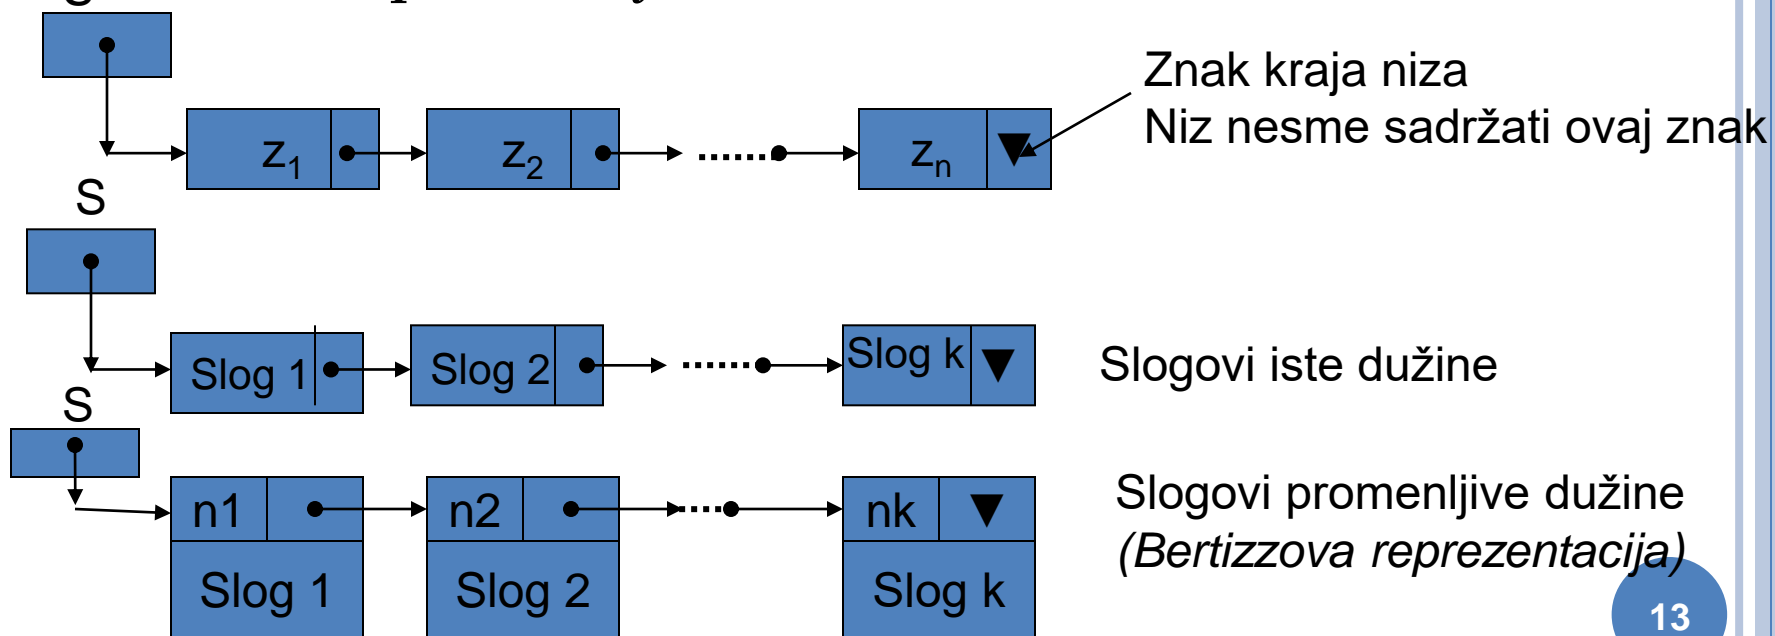 Znak kraja niza
Niz nesme sadržati ovaj znak
z1 z2 ........ zn
S
Slog 1 Slog 2 ....... Slog k
Slogovi iste dužine
S
n1 n2 ..... nk
Slog 1 Slog 2 Slog k
Slogovi promenljive dužine
(Bertizzova reprezentacija)
13